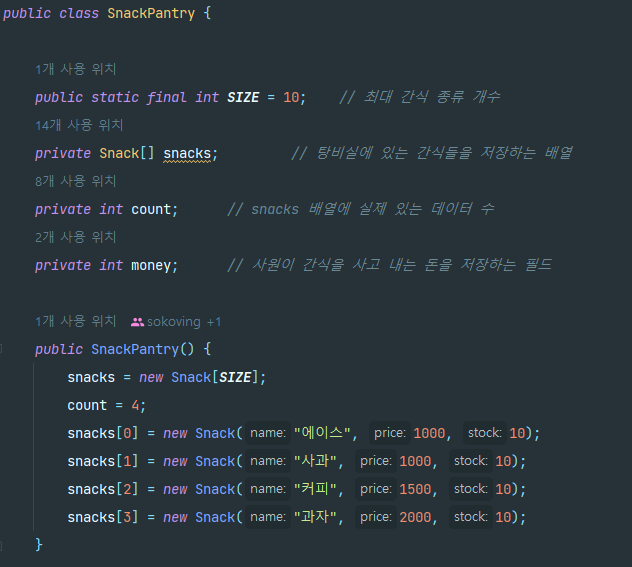 public class SnackPantry {
1개 사용 위치
public static final int SIZE = 10;    // 최대 간식 종류 개수
14개 사용 위치
private Snack[] snacks;         // 탕비실에 있는 간식들을 저장하는 배열
8개 사용 위치
private int count;      // snacks 배열에 실제 있는 데이터 수
2개 사용 위치
private int money;      // 사원이 간식을 사고 내는 돈을 저장하는 필드
1개 사용 위치   sokoving +1
public SnackPantry() {
snacks = new Snack[SIZE];
count = 4;
snacks[0] = new Snack( name: "에이스", price: 1000, stock: 10);
snacks[1] = new Snack( name: "사과", price: 1000, stock: 10);
snacks[2] = new Snack( name: "커피", price: 1500, stock: 10);
snacks[3] = new Snack( name: "과자", price: 2000, stock: 10);
}